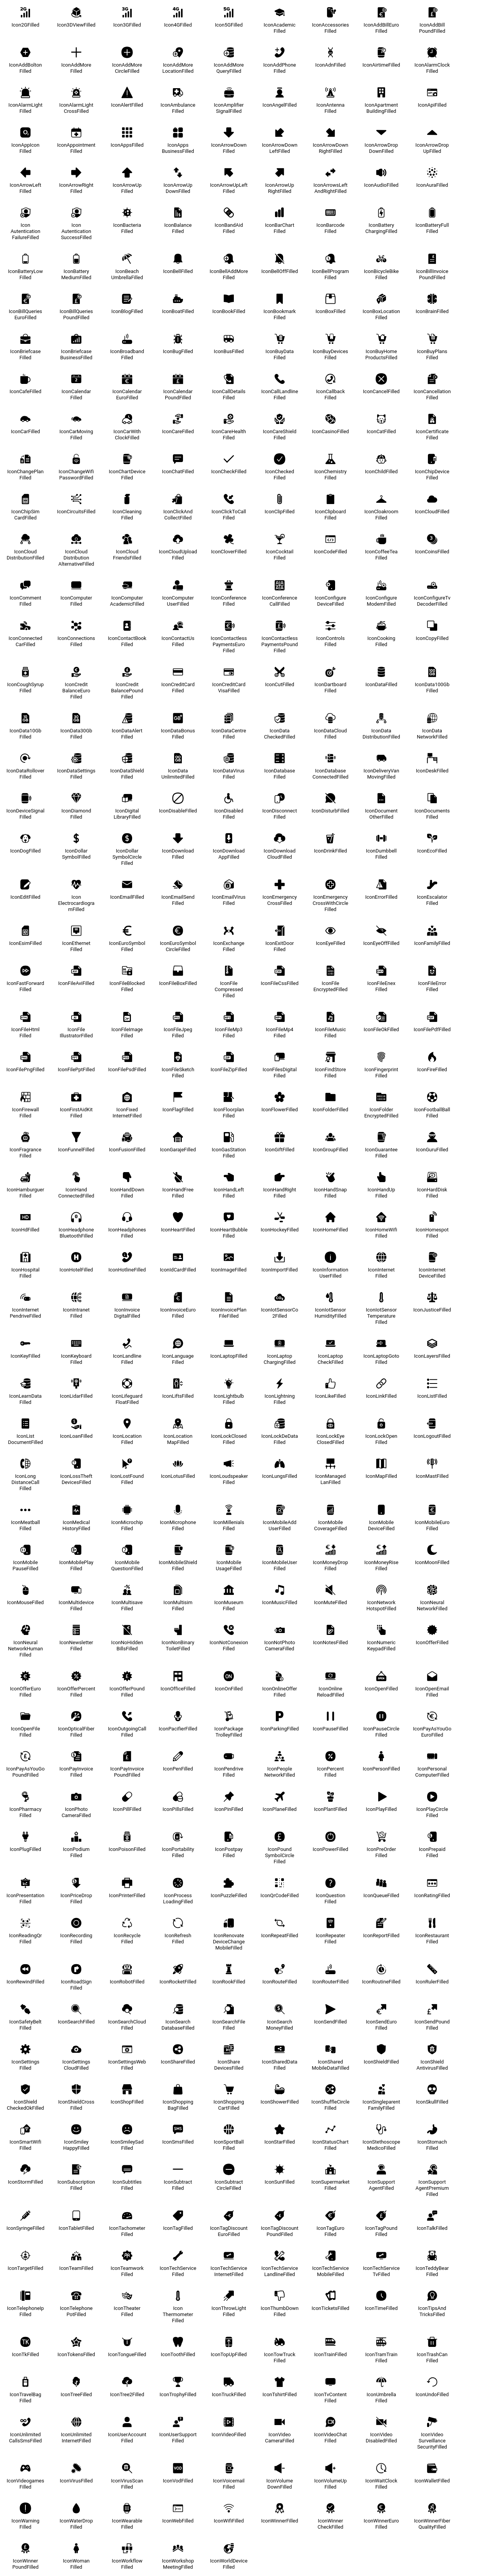 2G 3G 4G 5G
Icon2GFilled Icon3DViewFilled Icon3GFilled Icon4GFilled Icon5GFilled IconAcademic Filled IconAccessories Filled IconAddBillEuro Filled IconAddBill PoundFilled
IconAddBolton Filled IconAddMore Filled IconAddMore CircleFilled IconAddMore LocationFilled IconAddMore QueryFilled IconAddPhone Filled IconAdnFilled IconAirtimeFilled IconAlarmClock Filled
IconAlarmLight Filled IconAlarmLight CrossFilled IconAlertFilled IconAmbulance Filled IconAmplifier SignalFilled IconAngelFilled IconAntenna Filled IconApartment BuildingFilled IconApiFilled
IconAppIcon Filled IconAppointment Filled IconAppsFilled IconApps BusinessFilled IconArrowDown Filled IconArrowDown LeftFilled IconArrowDown RightFilled IconArrowDrop DownFilled IconArrowDrop UpFilled
IconArrowLeft Filled IconArrowRight Filled IconArrowUp Filled IconArrowUp DownFilled IconArrowUpLeft Filled IconArrowUp RightFilled IconArrowsLeft AndRightFilled IconAudioFilled IconAuraFilled
Icon Autentication FailureFilled Icon Autentication SuccessFilled IconBacteria Filled IconBalance Filled IconBandAid Filled IconBarChart Filled IconBarcode Filled IconBattery ChargingFilled IconBatteryFull Filled
IconBatteryLow Filled IconBattery MediumFilled IconBeach UmbrellaFilled IconBellFilled IconBellAddMore Filled IconBellOffFilled IconBellProgram Filled IconBicycleBike Filled IconBillInvoice PoundFilled
IconBillQueries EuroFilled IconBillQueries PoundFilled IconBlogFilled IconBoatFilled IconBookFilled IconBookmark Filled IconBoxFilled IconBoxLocation Filled IconBrainFilled
IconBriefcase Filled IconBriefcase BusinessFilled IconBroadband Filled IconBugFilled IconBusFilled IconBuyData Filled IconBuyDevices Filled IconBuyHome ProductsFilled IconBuyPlans Filled
IconCafeFilled IconCalendar Filled IconCalendar EuroFilled IconCalendar PoundFilled IconCallDetails Filled IconCallLandline Filled IconCallback Filled IconCancelFilled IconCancellation Filled
IconCarFilled IconCarMoving Filled IconCarWith ClockFilled IconCareFilled IconCareHealth Filled IconCareShield Filled IconCasinoFilled IconCatFilled IconCertificate Filled
IconChangePlan Filled IconChangeWifi PasswordFilled IconChartDevice Filled IconChatFilled IconCheckFilled IconChecked Filled IconChemistry Filled IconChildFilled IconChipDevice Filled
IconChipSim CardFilled IconCircuitsFilled IconCleaning Filled IconClickAnd CollectFilled IconClickToCall Filled IconClipFilled IconClipboard Filled IconCloakroom Filled IconCloudFilled
IconCloud DistributionFilled IconCloud Distribution AlternativeFilled IconCloud FriendsFilled IconCloudUpload Filled IconCloverFilled IconCocktail Filled IconCodeFilled IconCoffeeTea Filled IconCoinsFilled
IconComment Filled IconComputer Filled IconComputer AcademicFilled IconComputer UserFilled IconConference Filled IconConference CallFilled IconConfigure DeviceFilled IconConfigure ModemFilled IconConfigureTv DecoderFilled
IconConnected CarFilled IconConnections Filled IconContactBook Filled IconContactUs Filled IconContactless PaymentsEuro Filled IconContactless PaymentsPound Filled IconControls Filled IconCooking Filled IconCopyFilled
IconCoughSyrup Filled IconCredit BalanceEuro Filled IconCredit BalancePound Filled IconCreditCard Filled IconCreditCard VisaFilled IconCutFilled IconDartboard Filled IconDataFilled IconData100Gb Filled
IconData10Gb Filled IconData30Gb Filled IconDataAlert Filled IconDataBonus Filled IconDataCentre Filled IconData CheckedFilled IconDataCloud Filled IconData DistributionFilled IconData NetworkFilled
IconDataRollover Filled IconDataSettings Filled IconDataShield Filled IconData UnlimitedFilled IconDataVirus Filled IconDatabase Filled IconDatabase ConnectedFilled IconDeliveryVan MovingFilled IconDeskFilled
IconDeviceSignal Filled IconDiamond Filled IconDigital LibraryFilled IconDisableFilled IconDisabled Filled IconDisconnect Filled IconDisturbFilled IconDocument OtherFilled IconDocuments Filled
IconDogFilled IconDollar SymbolFilled IconDollar SymbolCircle Filled IconDownload Filled IconDownload AppFilled IconDownload CloudFilled IconDrinkFilled IconDumbbell Filled IconEcoFilled
IconEditFilled Icon Electrocardiogra mFilled IconEmailFilled IconEmailSend Filled IconEmailVirus Filled IconEmergency CrossFilled IconEmergency CrossWithCircle Filled IconErrorFilled IconEscalator Filled
IconEsimFilled IconEthernet Filled IconEuroSymbol Filled IconEuroSymbol CircleFilled IconExchange Filled IconExitDoor Filled IconEyeFilled IconEyeOffFilled IconFamilyFilled
IconFastForward Filled IconFileAviFilled IconFileBlocked Filled IconFileBoxFilled IconFile Compressed Filled IconFileCssFilled IconFile EncryptedFilled IconFileEnex Filled IconFileError Filled
IconFileHtml Filled IconFile IllustratorFilled IconFileImage Filled IconFileJpeg Filled IconFileMp3 Filled IconFileMp4 Filled IconFileMusic Filled IconFileOkFilled IconFilePdfFilled
IconFilePngFilled IconFilePptFilled IconFilePsdFilled IconFileSketch Filled IconFileZipFilled IconFilesDigital Filled IconFindStore Filled IconFingerprint Filled IconFireFilled
IconFirewall Filled IconFirstAidKit Filled IconFixed InternetFilled IconFlagFilled IconFloorplan Filled IconFlowerFilled IconFolderFilled IconFolder EncryptedFilled IconFootballBall Filled
IconFragrance Filled IconFunnelFilled IconFusionFilled IconGarageFilled IconGasStation Filled IconGiftFilled IconGroupFilled IconGuarantee Filled IconGuruFilled
IconHamburguer Filled IconHand ConnectedFilled IconHandDown Filled IconHandFree Filled IconHandLeft Filled IconHandRight Filled IconHandSnap Filled IconHandUp Filled IconHardDisk Filled
IconHdFilled IconHeadphone BluetoothFilled IconHeadphones Filled IconHeartFilled IconHeartBubble Filled IconHockeyFilled IconHomeFilled IconHomeWifi Filled IconHomespot Filled
IconHospital Filled IconHotelFilled IconHotlineFilled IconIdCardFilled IconImageFilled IconImportFilled IconInformation UserFilled IconInternet Filled IconInternet DeviceFilled
IconInternet PendriveFilled IconIntranet Filled IconInvoice DigitalFilled IconInvoiceEuro Filled IconInvoicePlan FileFilled IconIotSensorCo 2Filled IconIotSensor HumidityFilled IconIotSensor Temperature Filled IconJusticeFilled
IconKeyFilled IconKeyboard Filled IconLandline Filled IconLanguage Filled IconLaptopFilled IconLaptop ChargingFilled IconLaptop CheckFilled IconLaptopGoto Filled IconLayersFilled
IconLearnData Filled IconLidarFilled IconLifeguard FloatFilled IconLiftsFilled IconLightbulb Filled IconLightning Filled IconLikeFilled IconLinkFilled IconListFilled
IconList DocumentFilled IconLoanFilled IconLocation Filled IconLocation MapFilled IconLockClosed Filled IconLockDeData Filled IconLockEye ClosedFilled IconLockOpen Filled IconLogoutFilled
IconLong DistanceCall Filled IconLossTheft DevicesFilled IconLostFound Filled IconLotusFilled IconLoudspeaker Filled IconLungsFilled IconManaged LanFilled IconMapFilled IconMastFilled
IconMeatball Filled IconMedical HistoryFilled IconMicrochip Filled IconMicrophone Filled IconMillenials Filled IconMobileAdd UserFilled IconMobile CoverageFilled IconMobile DeviceFilled IconMobileEuro Filled
IconMobile PauseFilled IconMobilePlay Filled IconMobile QuestionFilled IconMobileShield Filled IconMobile UsageFilled IconMobileUser Filled IconMoneyDrop Filled IconMoneyRise Filled IconMoonFilled
IconMouseFilled IconMultidevice Filled IconMultisave Filled IconMultisim Filled IconMuseum Filled IconMusicFilled IconMuteFilled IconNetwork HotspotFilled IconNeural NetworkFilled
IconNeural NetworkHuman Filled IconNewsletter Filled IconNoHidden BillsFilled IconNonbinary ToiletFilled IconNotConexion Filled IconNotPhoto CameraFilled IconNotesFilled IconNumeric KeypadFilled IconOfferFilled
IconOfferEuro Filled IconOfferPercent Filled IconOfferPound Filled IconOfficeFilled IconOnFilled IconOnlineOffer Filled IconOnline ReloadFilled IconOpenFilled IconOpenEmail Filled
IconOpenFile Filled IconOpticalFiber Filled IconOutgoingCall Filled IconPacifierFilled IconPackage TrolleyFilled IconParkingFilled IconPauseFilled IconPauseCircle Filled IconPayAsYouGo EuroFilled
IconPayAsYouGo PoundFilled IconPayInvoice Filled IconPayInvoice PoundFilled IconPenFilled IconPendrive Filled IconPeople NetworkFilled IconPercent Filled IconPersonFilled IconPersonal ComputerFilled
IconPharmacy Filled IconPhoto CameraFilled IconPillFilled IconPillsFilled IconPinFilled IconPlaneFilled IconPlantFilled IconPlayFilled IconPlayCircle Filled
IconPlugFilled IconPodium Filled IconPoisonFilled IconPortability Filled IconPostpay Filled IconPound SymbolCircle Filled IconPowerFilled IconPreOrder Filled IconPrepaid Filled
IconPresentation Filled IconPriceDrop Filled IconPrinterFilled IconProcess LoadingFilled IconPuzzleFilled IconQrCodeFilled IconQuestion Filled IconQueueFilled IconRatingFilled
IconReadingQr Filled IconRecording Filled IconRecycle Filled IconRefresh Filled IconRenovate DeviceChange MobileFilled IconRepeatFilled IconRepeater Filled IconReportFilled IconRestaurant Filled
IconRewindFilled IconRoadSign Filled IconRobotFilled IconRocketFilled IconRookFilled IconRouteFilled IconRouterFilled IconRoutineFilled IconRulerFilled
IconSafetyBelt Filled IconSearchFilled IconSearchCloud Filled IconSearch DatabaseFilled IconSearchFile Filled IconSearch MoneyFilled IconSendFilled IconSendEuro Filled IconSendPound Filled
IconSettings Filled IconSettings CloudFilled IconSettingsWeb Filled IconShareFilled IconShare DevicesFilled IconSharedData Filled IconShared MobileDataFilled IconShieldFilled IconShield AntivirusFilled
IconShield CheckedOkFilled IconShieldCross Filled IconShopFilled IconShopping BagFilled IconShopping CartFilled IconShowerFilled IconShuffleCircle Filled IconSingleparent FamilyFilled IconSkullFilled
IconSmartWifi Filled IconSmiley HappyFilled IconSmileySad Filled IconSmsFilled IconSportBall Filled IconStarFilled IconStatusChart Filled IconStethoscope MedicoFilled IconStomach Filled
IconStormFilled IconSubscription Filled IconSubtitles Filled IconSubtract Filled IconSubtract CircleFilled IconSunFilled IconSupermarket Filled IconSupport AgentFilled IconSupport AgentPremium Filled
IconSyringeFilled IconTabletFilled IconTachometer Filled IconTagFilled IconTagDiscount EuroFilled IconTagDiscount PoundFilled IconTagEuro Filled IconTagPound Filled IconTalkFilled
IconTargetFilled IconTeamFilled IconTeamwork Filled IconTechService Filled IconTechService InternetFilled IconTechService LandlineFilled IconTechService MobileFilled IconTechService TvFilled IconTeddyBear Filled
IconTelephoneIp Filled IconTelephone PotFilled IconTheater Filled Icon Thermometer Filled IconThrowLight Filled IconThumbDown Filled IconTicketsFilled IconTimeFilled IconTipsAnd TricksFilled
IconTkFilled IconTokensFilled IconTongueFilled IconToothFilled IconTopUpFilled IconTowTruck Filled IconTrainFilled IconTramTrain Filled IconTrashCan Filled
IconTravelBag Filled IconTreeFilled IconTree2Filled IconTrophyFilled IconTruckFilled IconTshirtFilled IconTvContent Filled IconUmbrella Filled IconUndoFilled
IconUnlimited CallsSmsFilled IconUnlimited InternetFilled IconUserAccount Filled IconUserSupport Filled IconVideoFilled IconVideo CameraFilled IconVideoChat Filled IconVideo DisabledFilled IconVideo Surveillance SecurityFilled
IconVideogames Filled IconVirusFilled IconVirusScan Filled IconVodFilled IconVoicemail Filled IconVolume DownFilled IconVolumeUp Filled IconWaitClock Filled IconWalletFilled
IconWarning Filled IconWaterDrop Filled IconWearable Filled IconWebFilled IconWifiFilled IconWinnerFilled IconWinner CheckFilled IconWinnerEuro Filled IconWinnerFiber QualityFilled
IconWinner PoundFilled IconWoman Filled IconWorkflow Filled IconWorkshop MeetingFilled IconWorldDevice Filled